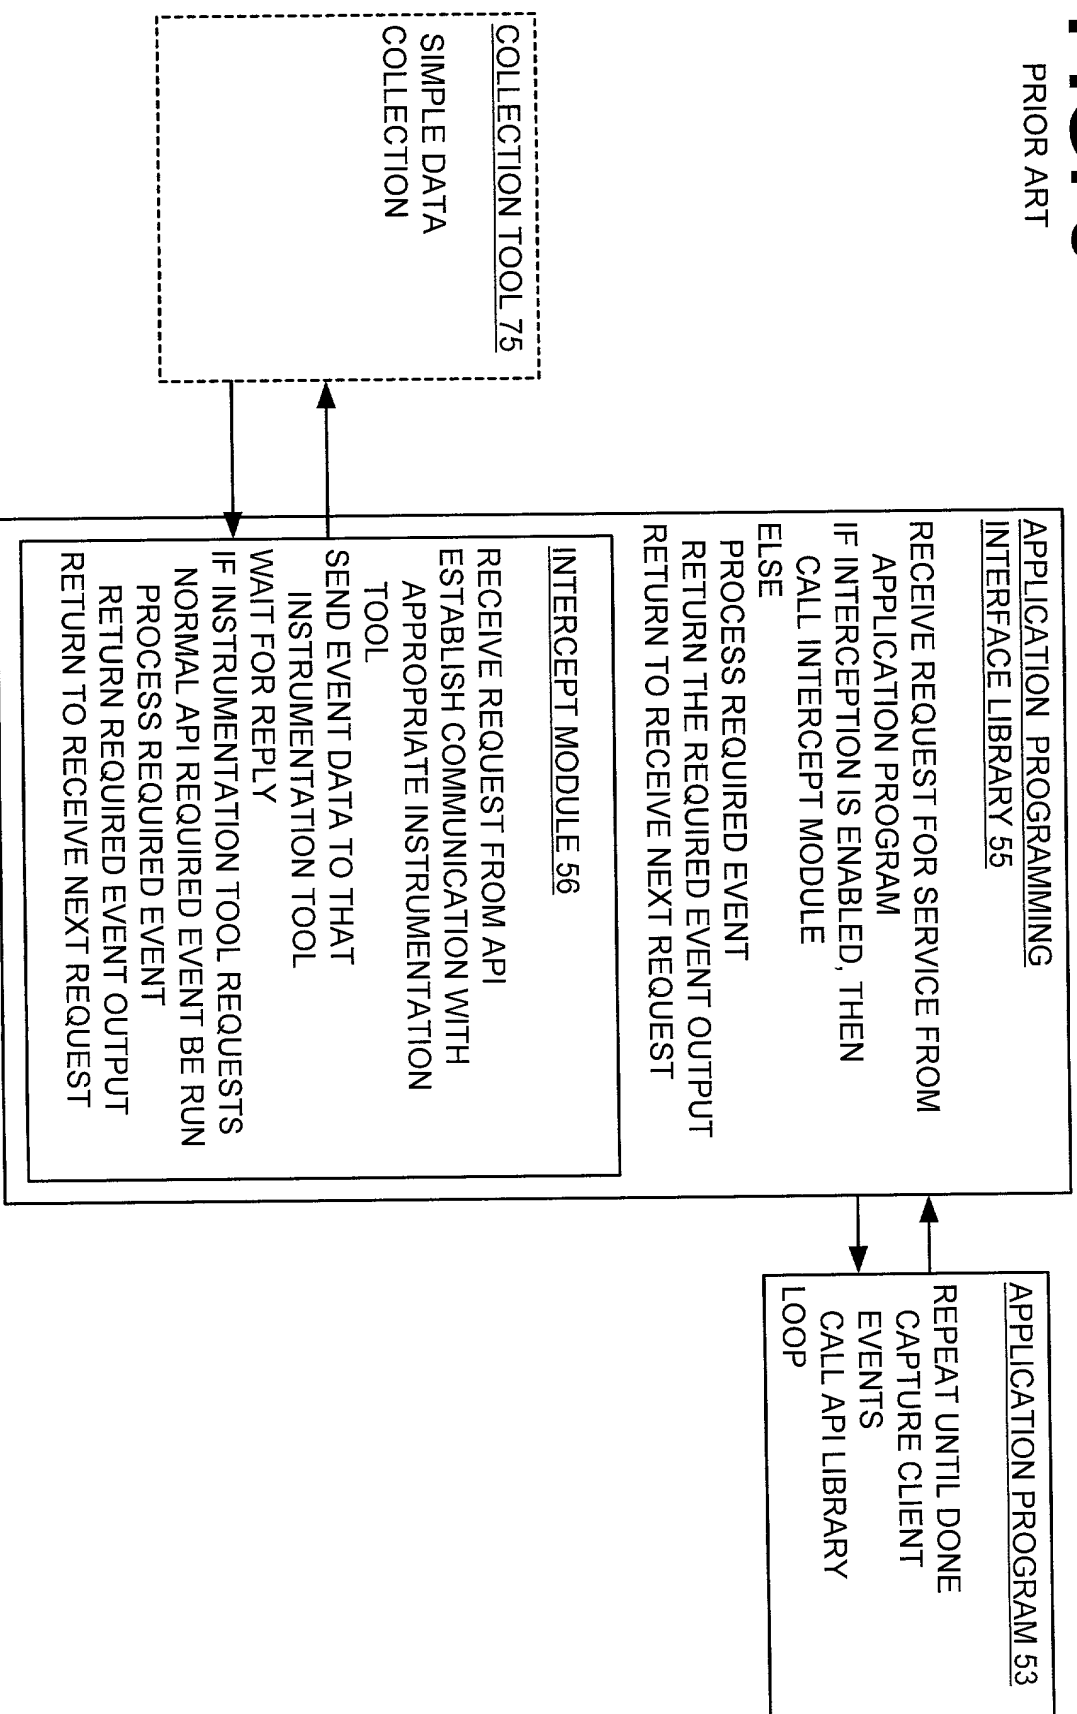 PRIOR ART
COLLECTION TOOL 75
SIMPLE DATA
COLLECTION
APPLICATION PROGRAMMING
INTERFACE LIBRARY 55
RECEIVE REQUEST FOR SERVICE FROM
APPLICATION PROGRAM
IF INTERCEPTION IS ENABLED, THEN
CALL INTERCEPT MODULE
ELSE
PROCESS REQUIRED EVENT
RETURN THE REQUIRED EVENT OUTPUT
RETURN TO RECEIVE NEXT REQUEST
INTERCEPT MODULE 56
RECEIVE REQUEST FROM API
ESTABLISH COMMUNICATION WITH
APPROPRIATE INSTRUMENTATION
TOOL
SEND EVENT DATA TO THAT
INSTRUMENTATION TOOL
WAIT FOR REPLY
IF INSTRUMENTATION TOOL REQUESTS
NORMAL API REQUIRED EVENT BE RUN
PROCESS REQUIRED EVENT
RETURN REQUIRED EVENT OUTPUT
RETURN TO RECEIVE NEXT REQUEST
APPLICATION PROGRAM 53
REPEAT UNTIL DONE
CAPTURE CLIENT
EVENTS
CALL API LIBRARY
LOOP